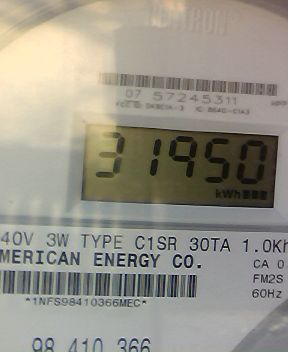 07 57245311
31950
kWh
40V 3W TYPE C1SR 30TA 1.0Kh
MERICAN ENERGY CO.
CA 0
FM2S
60Hz
*1NFS98410366MEC*
98 410 366